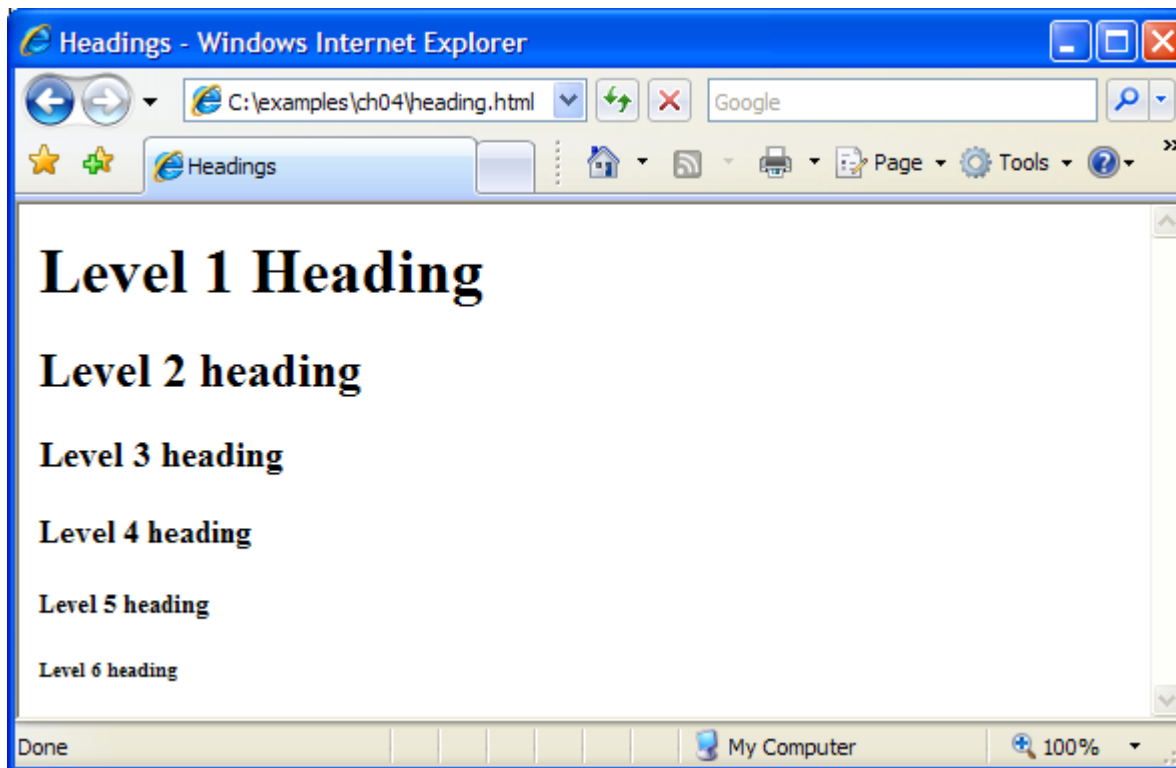 Headings - Windows Internet Explorer
C:\examples\ch04\heading.html
Google
Headings
Page
Tools
Level 1 Heading
Level 2 heading
Level 3 heading
Level 4 heading
Level 5 heading
Level 6 heading
Done
My Computer
100%